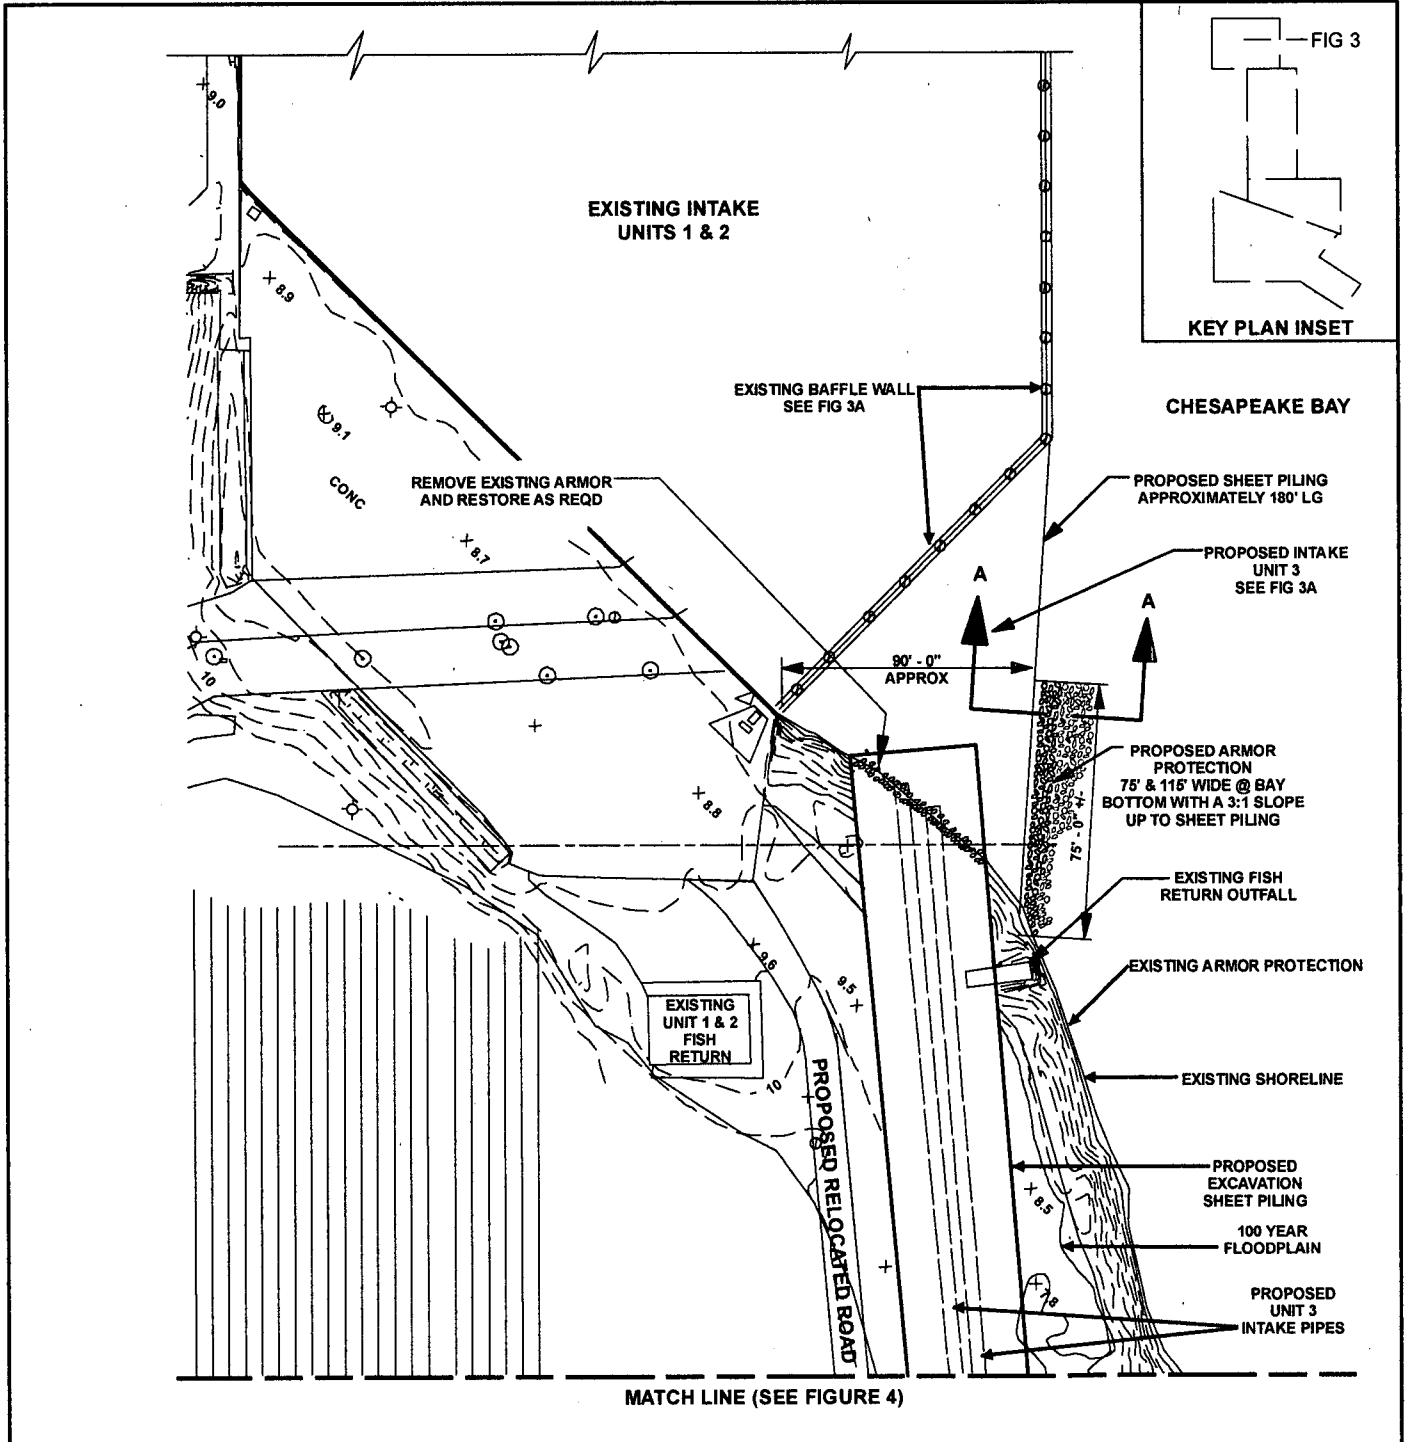 FIG 3
KEY PLAN INSET
9.0
EXISTING INTAKE
UNITS 1 & 2
8.9
EXISTING BAFFLE WALL
SEE FIG 3A
CHESAPEAKE BAY
9.1
CONC
REMOVE EXISTING ARMOR
AND RESTORE AS REQD
PROPOSED SHEET PILING
APPROXIMATELY 180' LG
8.7
PROPOSED INTAKE
UNIT 3
SEE FIG 3A
A
A
10
90' - 0"
APPROX
PROPOSED ARMOR
PROTECTION
75' & 115' WIDE @ BAY
BOTTOM WITH A 3:1 SLOPE
UP TO SHEET PILING
8.8
75' - 0" +/-
EXISTING FISH
RETURN OUTFALL
9.6
9.5
EXISTING ARMOR PROTECTION
EXISTING
UNIT 1 & 2
FISH
RETURN
10
EXISTING SHORELINE
PROPOSED RELOCATED ROAD
PROPOSED
EXCAVATION
SHEET PILING
8.5
100 YEAR
FLOODPLAIN
7.8
PROPOSED
UNIT 3
INTAKE PIPES
MATCH LINE (SEE FIGURE 4)